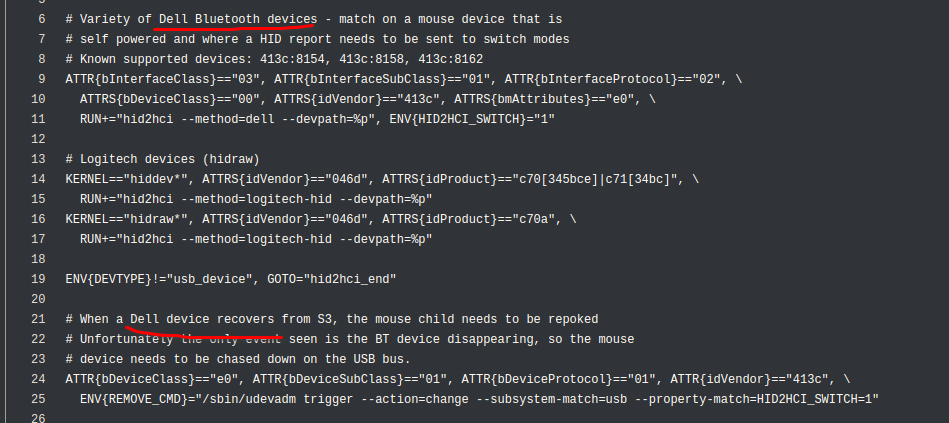 6 # Variety of Dell Bluetooth devices - match on a mouse device that is
7 # self powered and where a HID report needs to be sent to switch modes
8 # Known supported devices: 413c:8154, 413c:8158, 413c:8162
9 ATTR{bInterfaceClass}=="03", ATTR{bInterfaceSubClass}=="01", ATTR{bInterfaceProtocol}=="02", \
10   ATTRS{bDeviceClass}=="00", ATTRS{idVendor}=="413c", ATTRS{bmAttributes}=="e0", \
11   RUN+="hid2hci --method=dell --devpath=%p", ENV{HID2HCI_SWITCH}="1"
12
13 # Logitech devices (hidraw)
14 KERNEL=="hiddev*", ATTRS{idVendor}=="046d", ATTRS{idProduct}=="c70[345bce]|c71[34bc]", \
15   RUN+="hid2hci --method=logitech-hid --devpath=%p"
16 KERNEL=="hidraw*", ATTRS{idVendor}=="046d", ATTRS{idProduct}=="c70a", \
17   RUN+="hid2hci --method=logitech-hid --devpath=%p"
18
19 ENV{DEVTYPE}!="usb_device", GOTO="hid2hci_end"
20
21 # When a Dell device recovers from S3, the mouse child needs to be repoked
22 # Unfortunately the only event seen is the BT device disappearing, so the mouse
23 # device needs to be chased down on the USB bus.
24 ATTR{bDeviceClass}=="e0", ATTR{bDeviceSubClass}=="01", ATTR{bDeviceProtocol}=="01", ATTR{idVendor}=="413c", \
25   ENV{REMOVE_CMD}="/sbin/udevadm trigger --action=change --subsystem-match=usb --property-match=HID2HCI_SWITCH=1"
26